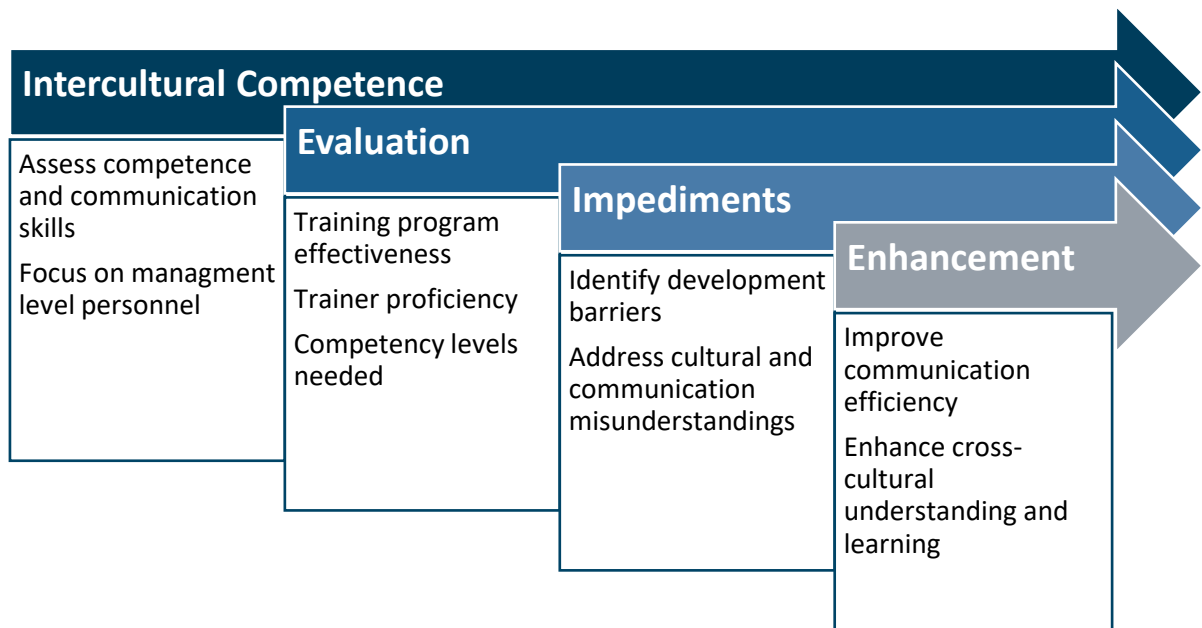 Intercultural Competence
Assess competence
and communication
skills
Focus on managment
level personnel
Evaluation
Training program
effectiveness
Trainer proficiency
Competency levels
needed
Impediments
Identify development
barriers
Address cultural and
communication
misunderstandings
Enhancement
Improve
communication
efficiency
Enhance cross-
cultural
understanding and
learning